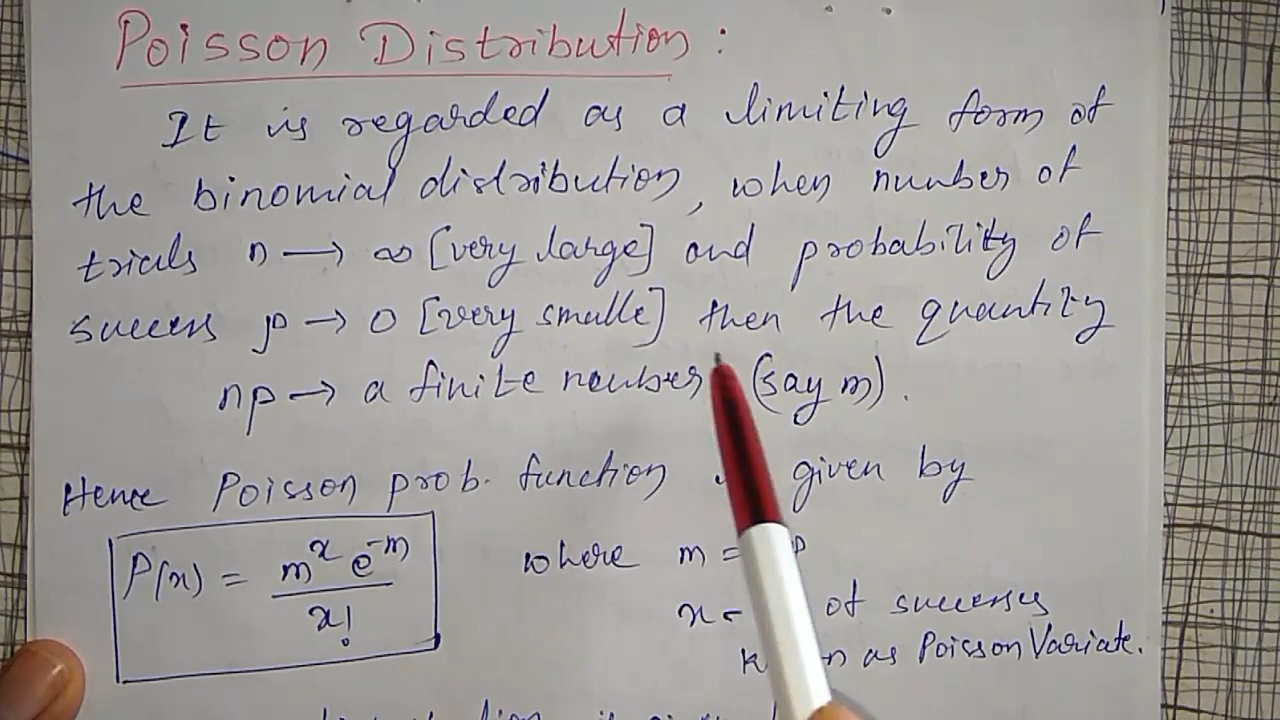 Poisson Distribution :
It is regarded as a limiting form of
the binomial distribution, when number of
trials n → ∞ [very large] and probability of
success p → 0 [very smalle] then the quantity
np → a finite number (say m).
Hence Poisson prob. function given by
P(x) = m^x e^-m / x!
where m = p
x - of successes
as Poisson Variate.